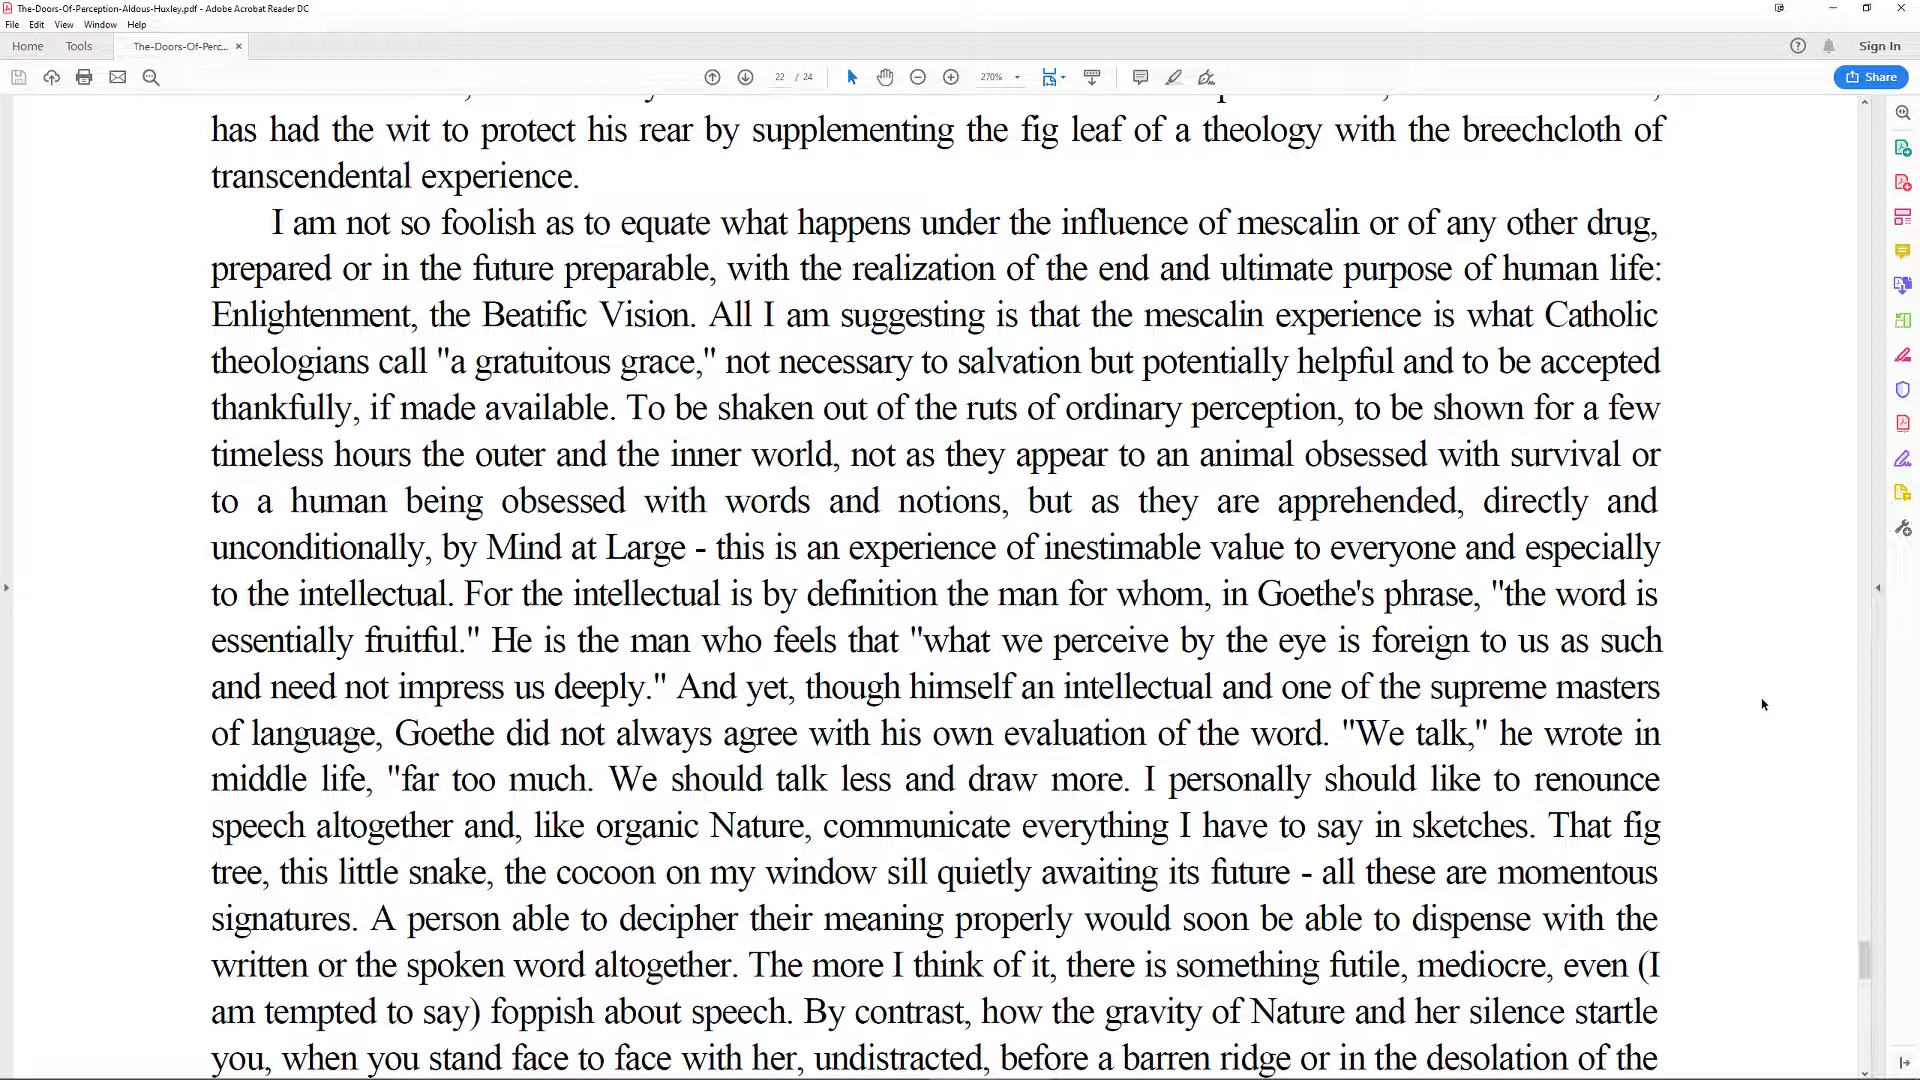 The-Doors-Of-Perception-Aldous-Huxley.pdf - Adobe Acrobat Reader DC
File Edit View Window Help
Home Tools The-Doors-Of-Perc... × Sign In
22 / 24 270% Share
has had the wit to protect his rear by supplementing the fig leaf of a theology with the breechcloth of
transcendental experience.
I am not so foolish as to equate what happens under the influence of mescalin or of any other drug,
prepared or in the future preparable, with the realization of the end and ultimate purpose of human life:
Enlightenment, the Beatific Vision. All I am suggesting is that the mescalin experience is what Catholic
theologians call "a gratuitous grace," not necessary to salvation but potentially helpful and to be accepted
thankfully, if made available. To be shaken out of the ruts of ordinary perception, to be shown for a few
timeless hours the outer and the inner world, not as they appear to an animal obsessed with survival or
to a human being obsessed with words and notions, but as they are apprehended, directly and
unconditionally, by Mind at Large - this is an experience of inestimable value to everyone and especially
to the intellectual. For the intellectual is by definition the man for whom, in Goethe's phrase, "the word is
essentially fruitful." He is the man who feels that "what we perceive by the eye is foreign to us as such
and need not impress us deeply." And yet, though himself an intellectual and one of the supreme masters
of language, Goethe did not always agree with his own evaluation of the word. "We talk," he wrote in
middle life, "far too much. We should talk less and draw more. I personally should like to renounce
speech altogether and, like organic Nature, communicate everything I have to say in sketches. That fig
tree, this little snake, the cocoon on my window sill quietly awaiting its future - all these are momentous
signatures. A person able to decipher their meaning properly would soon be able to dispense with the
written or the spoken word altogether. The more I think of it, there is something futile, mediocre, even (I
am tempted to say) foppish about speech. By contrast, how the gravity of Nature and her silence startle
you, when you stand face to face with her, undistracted, before a barren ridge or in the desolation of the